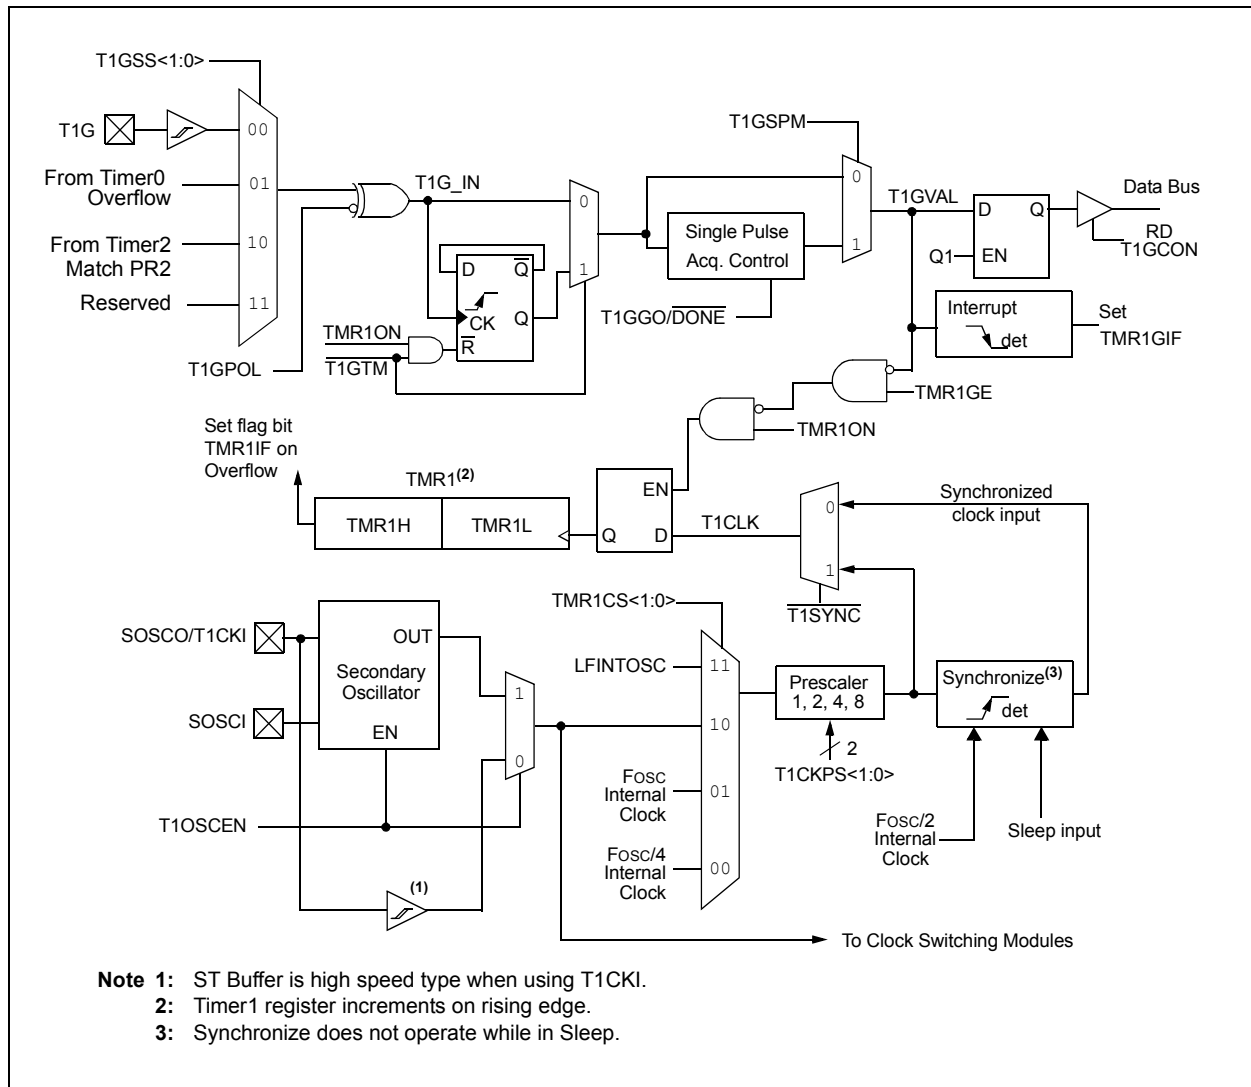 T1GSS<1:0>
T1G
00
From Timer0
Overflow
01
From Timer2
Match PR2
10
Reserved
11
T1GPOL
T1G_IN
D
Q
CK
Q
R
TMR1ON
T1GTM
0
1
T1GSPM
Single Pulse
Acq. Control
T1GGO/DONE
0
1
T1GVAL
D
Q
Q1
EN
Data Bus
RD
T1GCON
Interrupt
det
Set
TMR1GIF
TMR1GE
TMR1ON
Set flag bit
TMR1IF on
Overflow
TMR1(2)
TMR1H
TMR1L
EN
Q
D
T1CLK
0
1
T1SYNC
Synchronized
clock input
TMR1CS<1:0>
SOSCO/T1CKI
OUT
Secondary
Oscillator
SOSCI
EN
1
0
T1OSCEN
(1)
LFINTOSC
11
10
FOSC
Internal
Clock
01
FOSC/4
Internal
Clock
00
Prescaler
1, 2, 4, 8
2
T1CKPS<1:0>
Synchronize(3)
det
FOSC/2
Internal
Clock
Sleep input
To Clock Switching Modules
Note 1: ST Buffer is high speed type when using T1CKI.
2: Timer1 register increments on rising edge.
3: Synchronize does not operate while in Sleep.